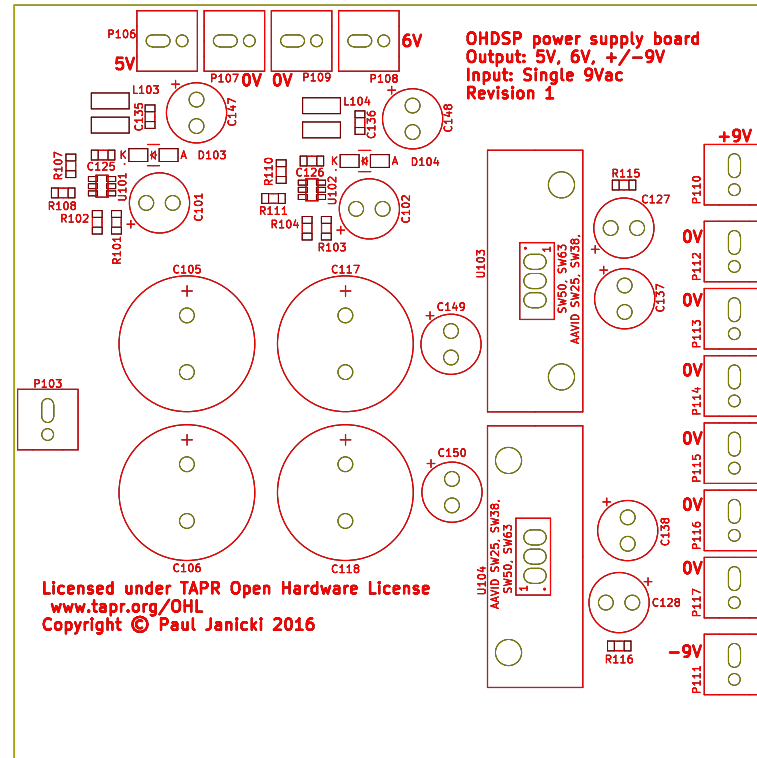 P106
5V
P107
0V
0V
P109
P108
6V
OHDSP power supply board
Output: 5V, 6V, +/-9V
Input: Single 9Vac
Revision 1
L103
C135
+
C147
L104
C136
+
C148
R107
C125
K
A
D103
R110
C126
K
A
D104
R108
U101
R102
R101
+
C101
R111
U102
R104
R103
+
C102
R115
C127
+
+9V
P110
0V
P112
U103
1
.
SW50, SW63
AAVID SW25, SW38,
+
C137
0V
P113
C105
+
C117
+
C149
+
0V
P114
P103
0V
P115
+
+
C150
+
C106
C118
AAVID SW25, SW38,
SW50, SW63
1
.
U104
+
C138
0V
P116
0V
P117
+
C128
R116
-9V
P111
Licensed under TAPR Open Hardware License
www.tapr.org/OHL
Copyright © Paul Janicki 2016